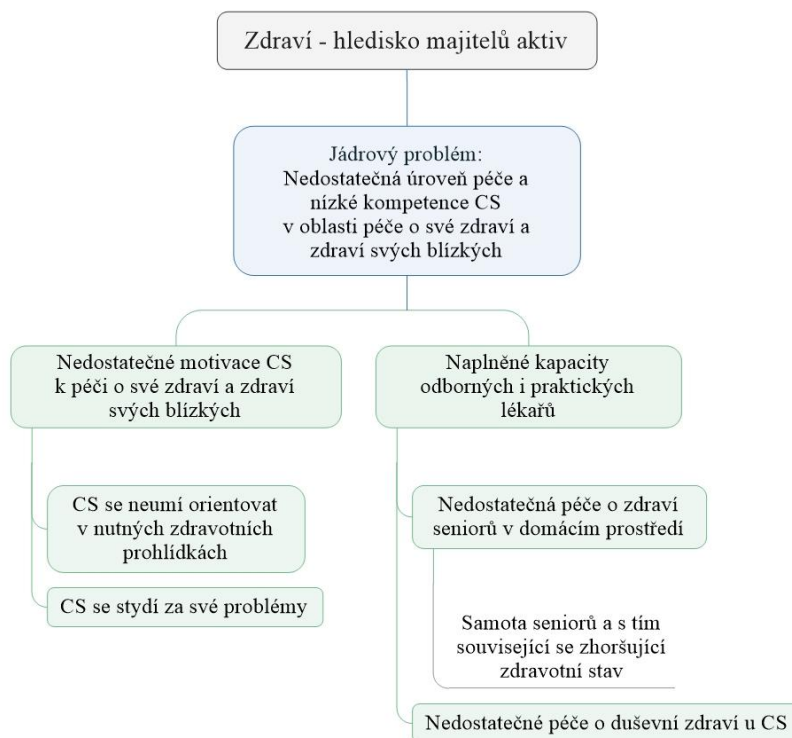 Zdraví - hledisko majitelů aktiv
Jádrový problém:
Nedostatečná úroveň péče a
nízké kompetence CS
v oblasti péče o své zdraví a
zdraví svých blízkých
Nedostatečné motivace CS
k péči o své zdraví a zdraví
svých blízkých
CS se neumí orientovat
v nutných zdravotních
prohlídkách
CS se stydí za své problémy
Naplněné kapacity
odborných i praktických
lékařů
Nedostatečná péče o zdraví
seniorů v domácím prostředí
Samota seniorů a s tím
související se zhoršující
zdravotní stav
Nedostatečné péče o duševní zdraví u CS